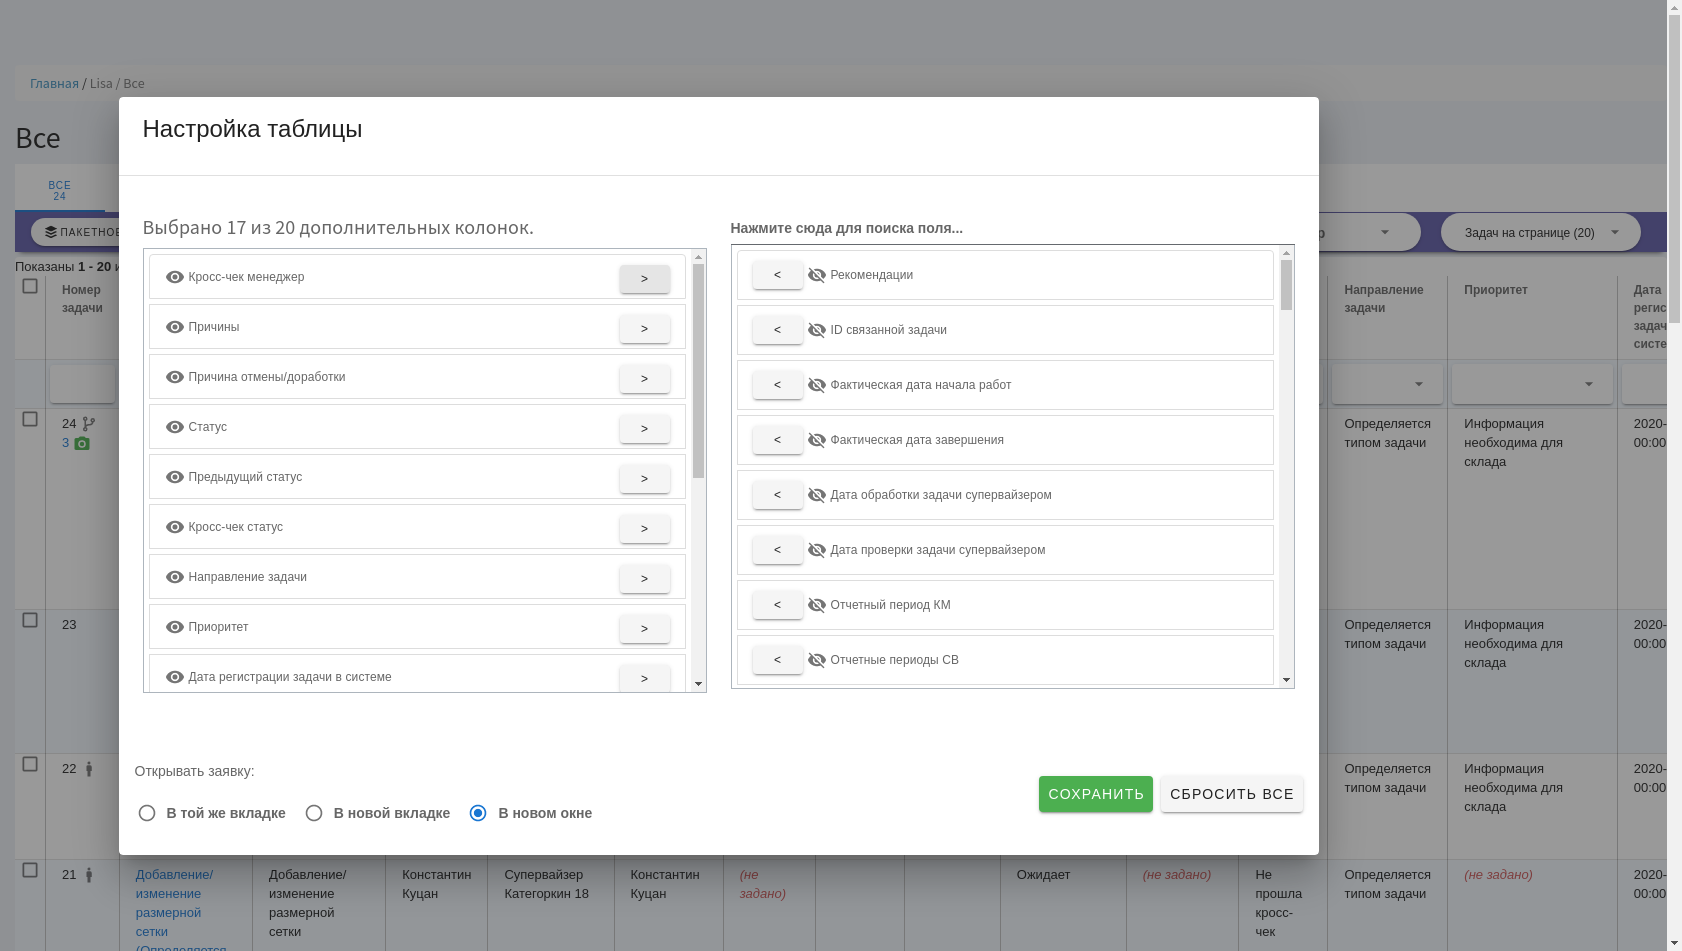 Главная / Lisa / Все
Все
ВСЕ
24
ПАКЕТНОЕ
Задач на странице (20)
Показаны 1 - 20 и
Настройка таблицы
Выбрано 17 из 20 дополнительных колонок.
Кросс-чек менеджер >
Причины >
Причина отмены/доработки >
Статус >
Предыдущий статус >
Кросс-чек статус >
Направление задачи >
Приоритет >
Дата регистрации задачи в системе >
Нажмите сюда для поиска поля...
< Рекомендации
< ID связанной задачи
< Фактическая дата начала работ
< Фактическая дата завершения
< Дата обработки задачи супервайзером
< Дата проверки задачи супервайзером
< Отчетный период КМ
< Отчетные периоды СВ
Открывать заявку:
В той же вкладке В новой вкладке В новом окне
СОХРАНИТЬ СБРОСИТЬ ВСЕ
Номер
задачи
Направление
задачи
Приоритет
Дата
регис
задач
систе
24
3
Определяется
типом задачи
Информация
необходима для
склада
2020-
00:00
23
Определяется
типом задачи
Информация
необходима для
склада
2020-
00:00
22
Определяется
типом задачи
Информация
необходима для
склада
2020-
00:00
21
Добавление/
изменение
размерной
сетки
(Определяется
Добавление/
изменение
размерной
сетки
Константин
Куцан
Супервайзер
Категоркин 18
Константин
Куцан
(не
задано)
Ожидает
(не задано)
Не
прошла
кросс-
чек
Определяется
типом задачи
(не задано)
2020-
00:00